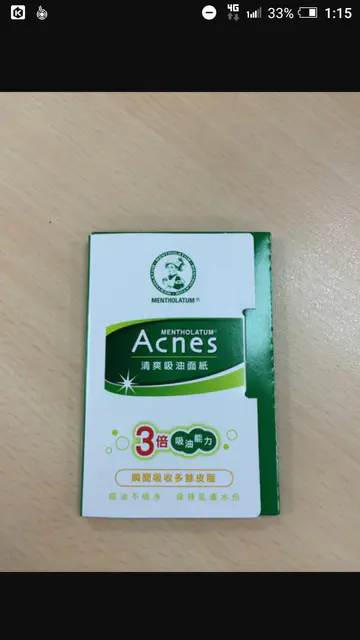 4G
33%
1:15
MENTHOLATUM
MENTHOLATUM®
MENTHOLATUM
Acnes
清爽吸油面紙
3倍 吸油能力
瞬間吸收多餘皮脂
吸油不吸水 保持肌膚水份